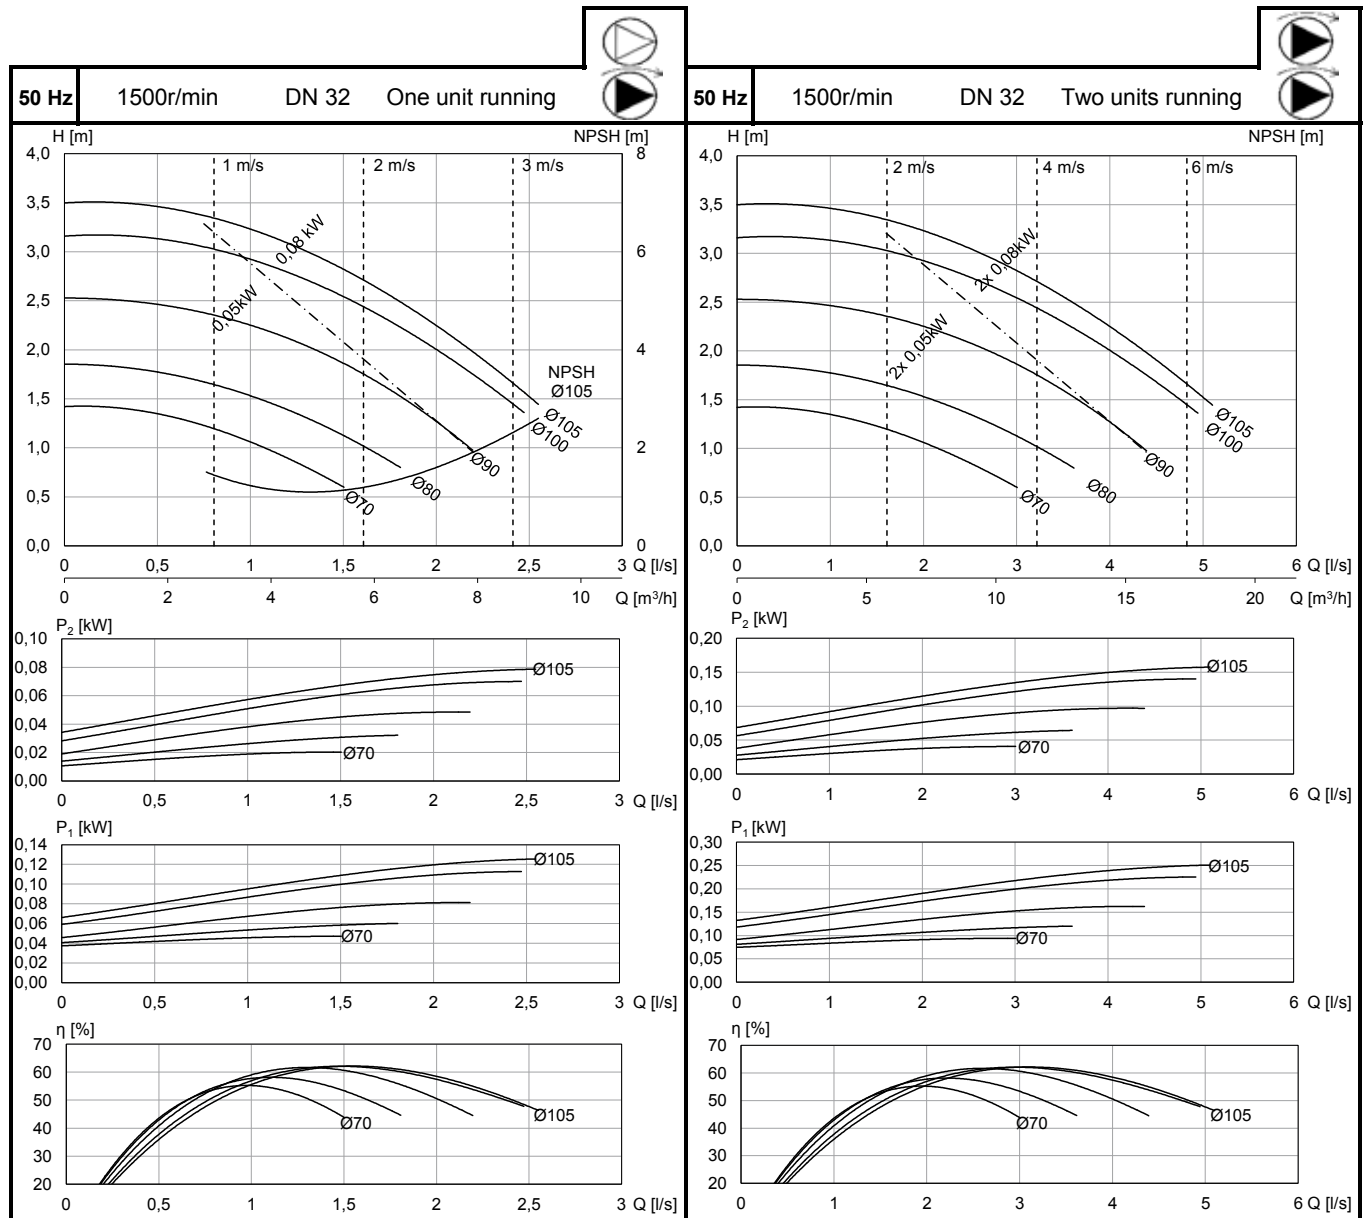 50 Hz 1500r/min DN 32 One unit running
H [m] NPSH [m]
4,0 8
1 m/s 2 m/s 3 m/s
3,5
0,08 kW
3,0 6
2,5
0,05kW
2,0 4
NPSH
Ø105
1,5
Ø105
Ø100
1,0 2
Ø90
Ø80
0,5
Ø70
0,0 0
0 0,5 1 1,5 2 2,5 3 Q [l/s]
0 2 4 6 8 10 Q [m³/h]
P₂ [kW]
0,10
0,08 Ø105
0,06
0,04
0,02 Ø70
0,00
0 0,5 1 1,5 2 2,5 3 Q [l/s]
P₁ [kW]
0,14
0,12 Ø105
0,10
0,08
0,06
0,04 Ø70
0,02
0,00
0 0,5 1 1,5 2 2,5 3 Q [l/s]
η [%]
70
60
50 Ø105
40 Ø70
30
20
0 0,5 1 1,5 2 2,5 3 Q [l/s]
50 Hz 1500r/min DN 32 Two units running
H [m] NPSH [m]
4,0
2 m/s 4 m/s 6 m/s
3,5
2x 0,08kW
3,0
2,5
2x 0,05kW
2,0
1,5
Ø105
Ø100
1,0
Ø90
Ø80
0,5
Ø70
0,0
0 1 2 3 4 5 6 Q [l/s]
0 5 10 15 20 Q [m³/h]
P₂ [kW]
0,20
0,15 Ø105
0,10
0,05 Ø70
0,00
0 1 2 3 4 5 6 Q [l/s]
P₁ [kW]
0,30
0,25 Ø105
0,20
0,15
0,10 Ø70
0,05
0,00
0 1 2 3 4 5 6 Q [l/s]
η [%]
70
60
50 Ø105
40 Ø70
30
20
0 1 2 3 4 5 6 Q [l/s]